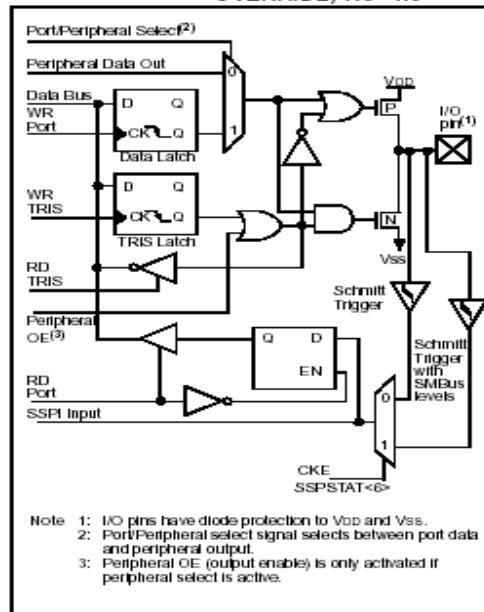 Port/Peripheral Select(2)
Peripheral Data Out
Data Bus
WR
Port
D Q
CK Q
Data Latch
0
1
VDD
P
I/O
pin(1)
WR
TRIS
D Q
CK Q
TRIS Latch
N
Vss
RD
TRIS
Schmitt
Trigger
Peripheral
OE(3)
Q D
EN
Schmitt
Trigger
with
SMBus
levels
RD
Port
SSPI Input
0
1
CKE
SSPSTAT<6>
Note 1: I/O pins have diode protection to VDD and Vss.
2: Port/Peripheral select signal selects between port data
and peripheral output.
3: Peripheral OE (output enable) is only activated if
peripheral select is active.